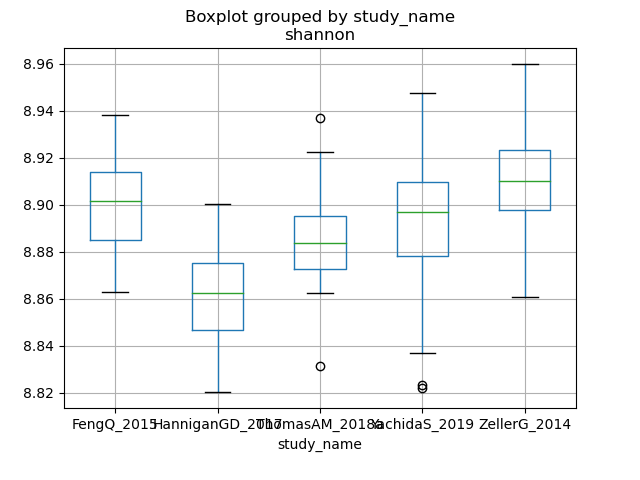 Boxplot grouped by study_name
shannon
8.96
8.94
8.92
8.90
8.88
8.86
8.84
8.82
FengQ_2015 HanniganGD_2017 ThomasAM_2018a YachidaS_2019 ZellerG_2014
study_name